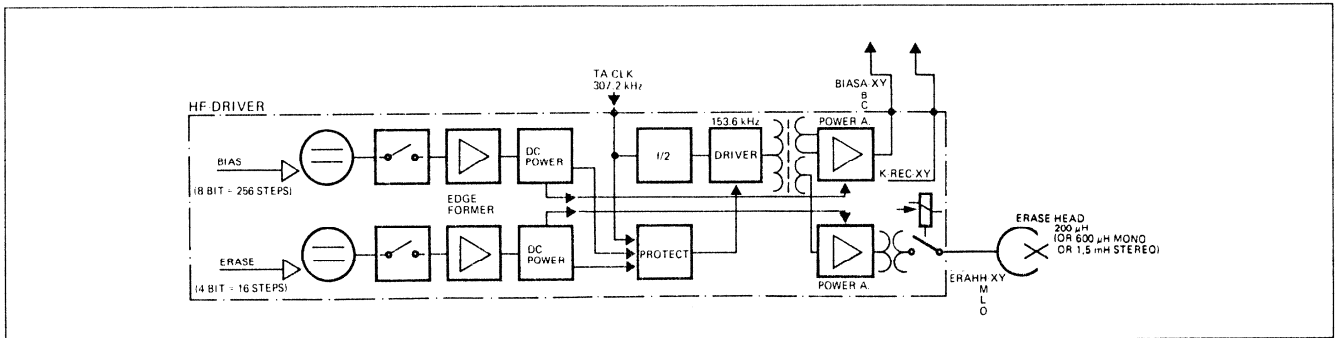 TA CLK
307.2 kHz
BIASA XY
B
C
HF DRIVER
153.6 kHz
POWER A.
BIAS
(8 BIT = 256 STEPS)
DC
POWER
f/2
DRIVER
K-REC-XY
EDGE
FORMER
ERASE
(4 BIT = 16 STEPS)
DC
POWER
PROTECT
POWER A.
ERASE HEAD
200 µH
(OR 600 µH MONO
OR 1,5 mH STEREO)
ERAHH-XY
M
L
O